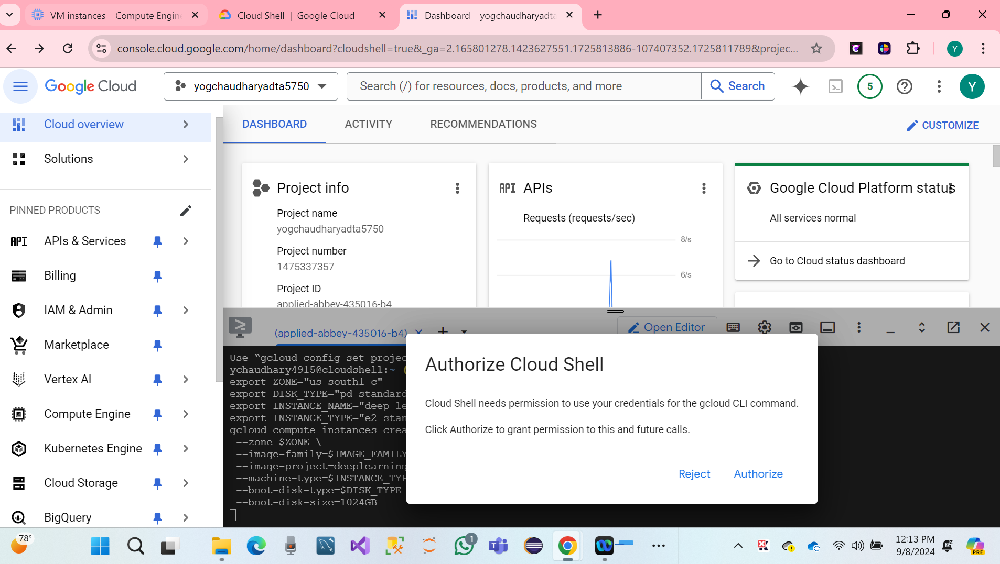 VM instances – Compute Engine
Cloud Shell | Google Cloud
Dashboard – yogchaudharyadta
console.cloud.google.com/home/dashboard?cloudshell=true&_ga=2.165801278.1423627551.1725813886-107407352.1725811789&projec...
Y
Google Cloud
yogchaudharyadta5750
Search (/) for resources, docs, products, and more
Search
5
Y
Cloud overview
Solutions
PINNED PRODUCTS
API APIs & Services
Billing
IAM & Admin
Marketplace
Vertex AI
Compute Engine
Kubernetes Engine
Cloud Storage
BigQuery
DASHBOARD
ACTIVITY
RECOMMENDATIONS
CUSTOMIZE
Project info
Project name
yogchaudharyadta5750
Project number
1475337357
Project ID
applied-abbey-435016-b4
API APIs
Requests (requests/sec)
8/s
6/s
Google Cloud Platform status
All services normal
Go to Cloud status dashboard
(applied-abbey-435016-b4)
Open Editor
Use “gcloud config set projec
ychaudhary4915@cloudshell:~ (
export ZONE="us-south1-c"
export DISK_TYPE="pd-standard
export INSTANCE_NAME="deep-le
export INSTANCE_TYPE="e2-stan
gcloud compute instances crea
--zone=$ZONE \
--image-family=$IMAGE_FAMILY
--image-project=deeplearning
--machine-type=$INSTANCE_TYP
--boot-disk-type=$DISK_TYPE
--boot-disk-size=1024GB
Authorize Cloud Shell
Cloud Shell needs permission to use your credentials for the gcloud CLI command.
Click Authorize to grant permission to this and future calls.
Reject
Authorize
78°
1
12:13 PM
9/8/2024
PRE